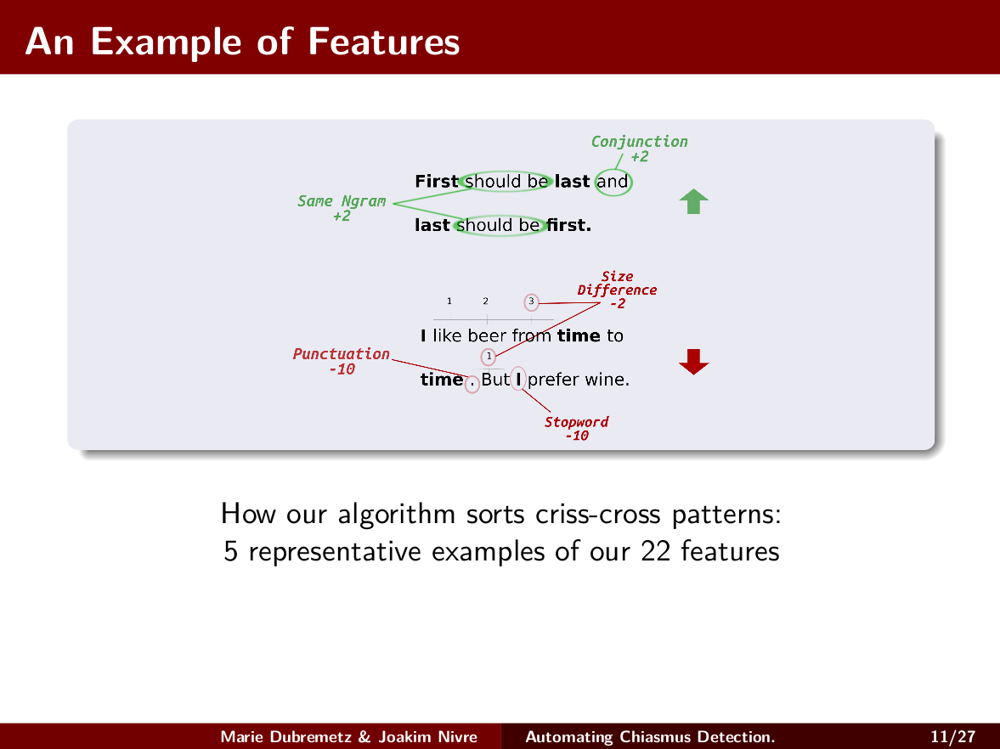 An Example of Features
Conjunction
+2
First should be last and
Same Ngram
+2
last should be first.
Size
Difference
-2
1 2 3
I like beer from time to
Punctuation
-10
1
time . But I prefer wine.
Stopword
-10
How our algorithm sorts criss-cross patterns:
5 representative examples of our 22 features
Marie Dubremetz & Joakim Nivre Automating Chiasmus Detection. 11/27